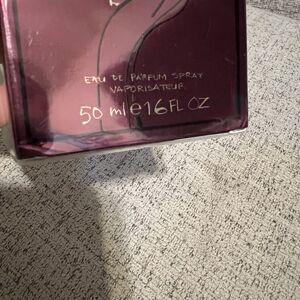 EAU DE PARFUM SPRAY
VAPORISATEUR
50 ml e 1.6 FL OZ